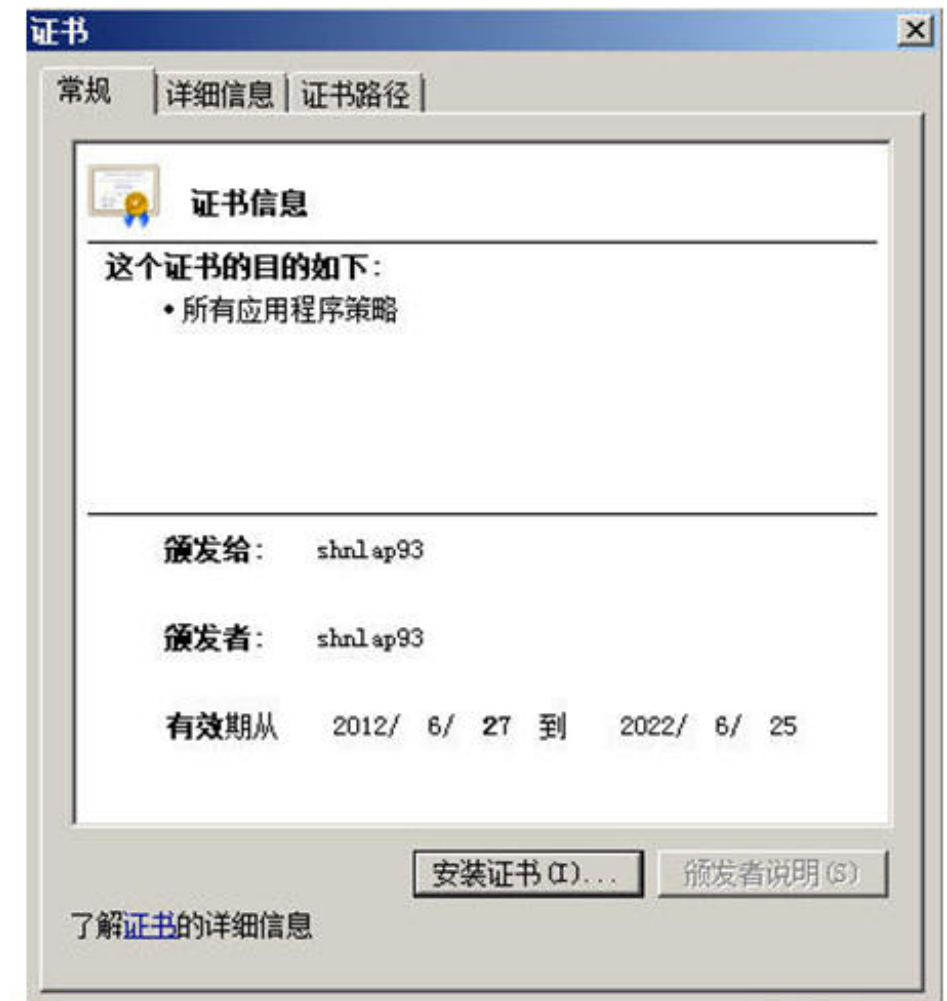 证书
常规 详细信息 证书路径
证书信息
这个证书的目的如下:
•所有应用程序策略
颁发给: shnlap93
颁发者: shnlap93
有效期从 2012/ 6/ 27 到 2022/ 6/ 25
安装证书(I)... 颁发者说明(S)
了解证书的详细信息